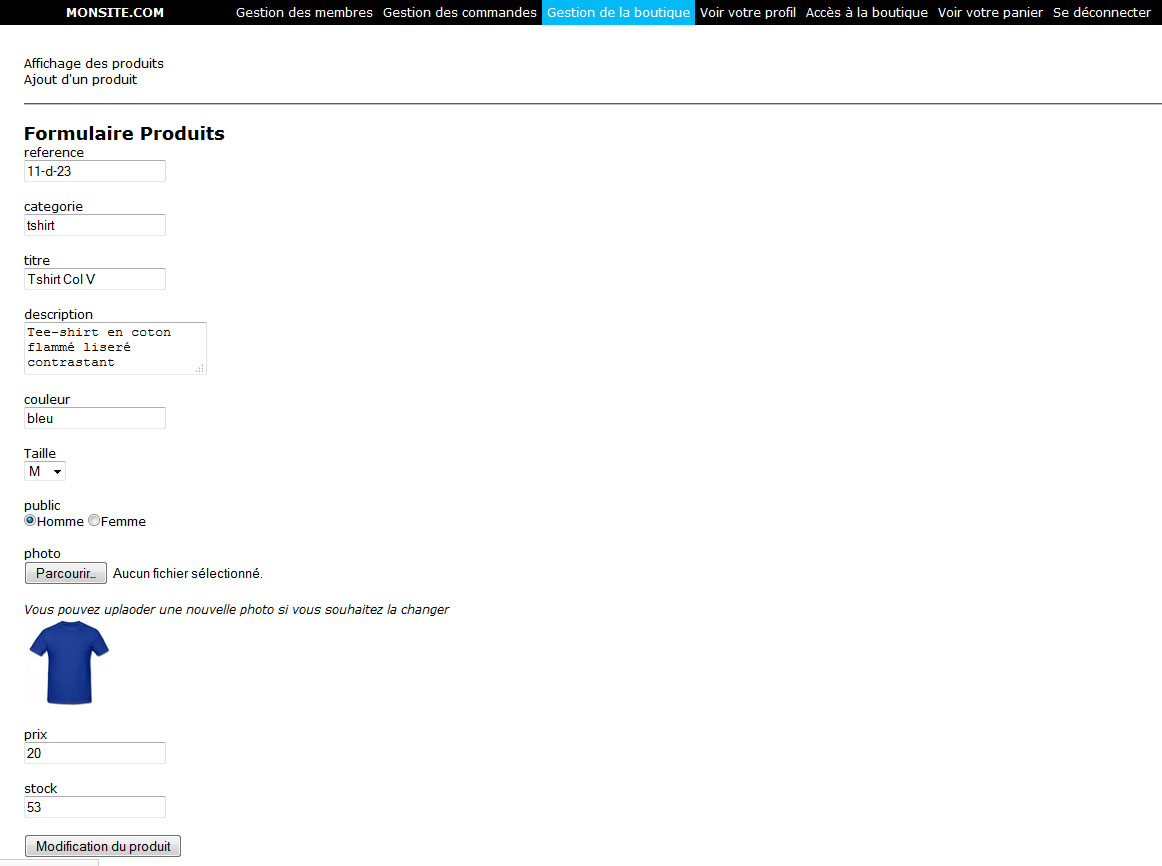 MONSITE.COM Gestion des membres Gestion des commandes Gestion de la boutique Voir votre profil Accès à la boutique Voir votre panier Se déconnecter
Affichage des produits
Ajout d'un produit
Formulaire Produits
reference
11-d-23
categorie
tshirt
titre
Tshirt Col V
description
Tee-shirt en coton
flammé liseré
contrastant
couleur
bleu
Taille
M
public
Homme Femme
photo
Parcourir... Aucun fichier sélectionné.
Vous pouvez uplaoder une nouvelle photo si vous souhaitez la changer
prix
20
stock
53
Modification du produit